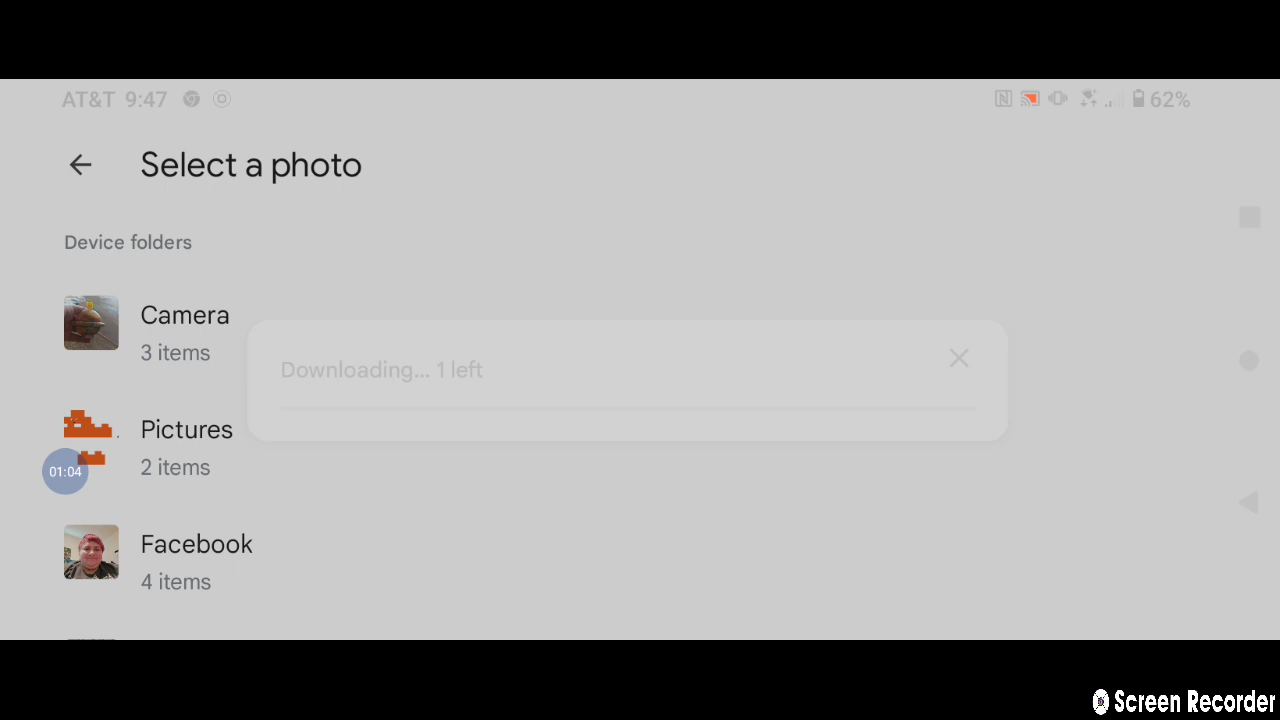 AT&T 9:47
62%
Select a photo
Device folders
Camera
3 items
Downloading... 1 left
Pictures
2 items
01:04
Facebook
4 items
Screen Recorder